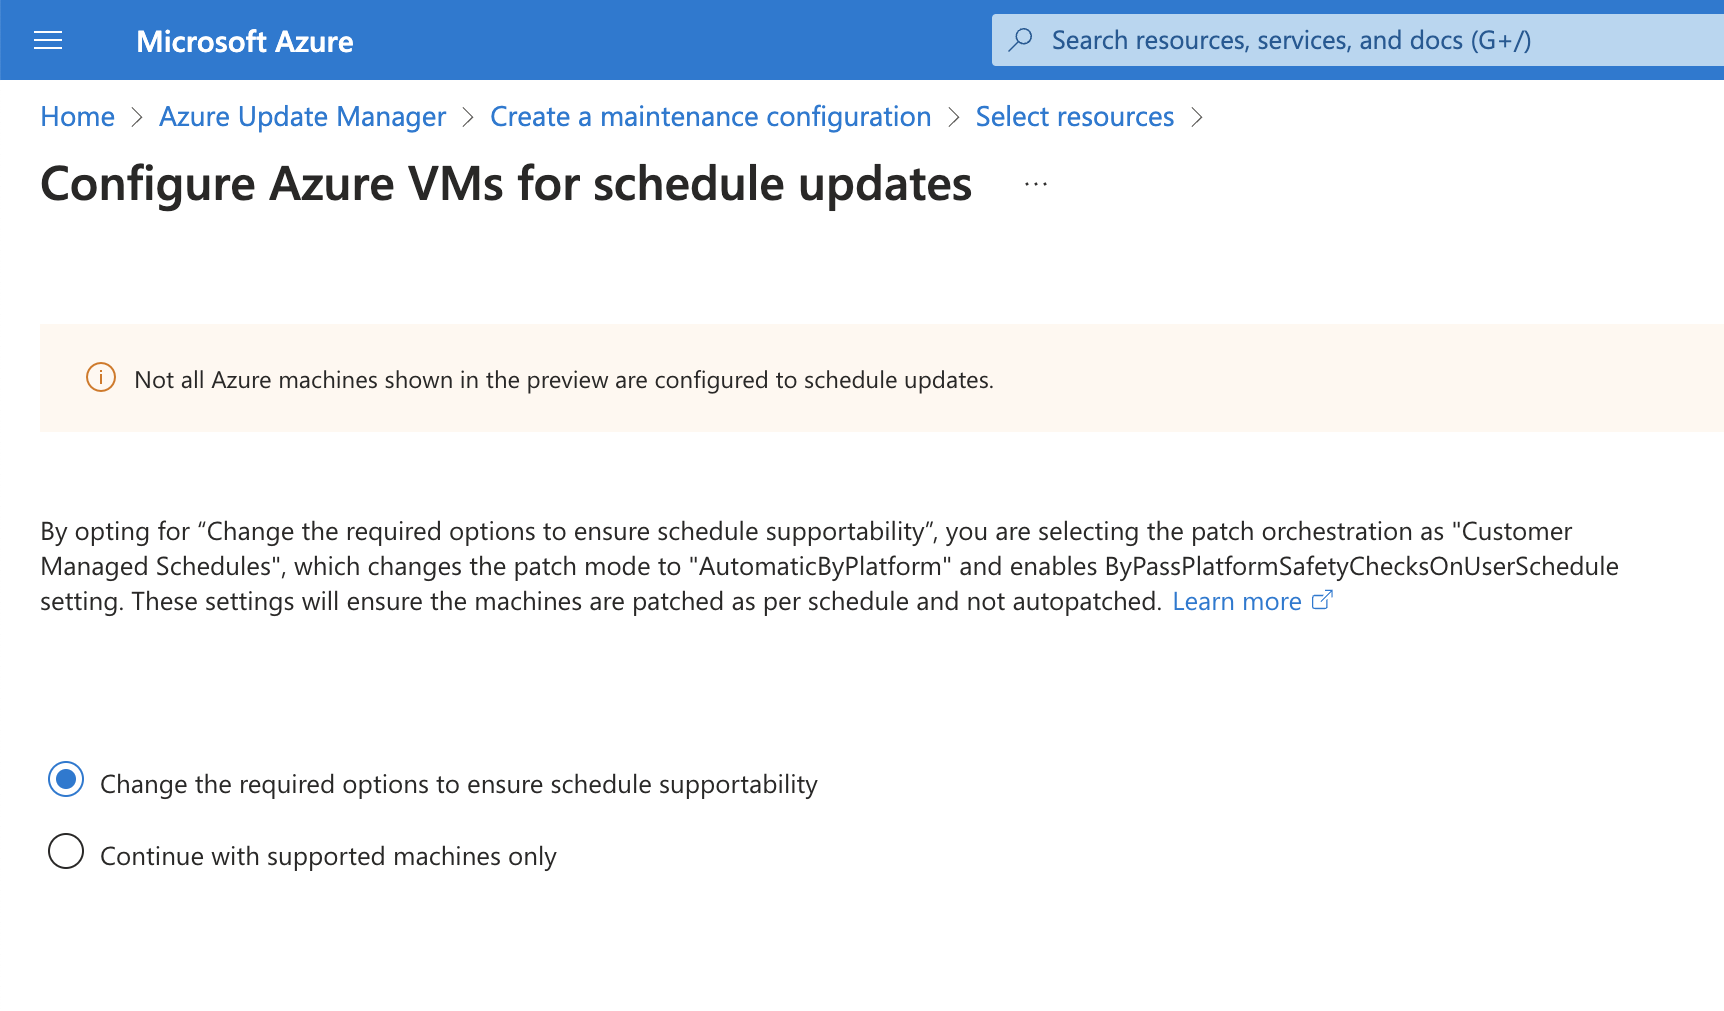 Microsoft Azure
Search resources, services, and docs (G+/)
Home > Azure Update Manager > Create a maintenance configuration > Select resources >
Configure Azure VMs for schedule updates ...
Not all Azure machines shown in the preview are configured to schedule updates.
By opting for “Change the required options to ensure schedule supportability“, you are selecting the patch orchestration as "Customer
Managed Schedules", which changes the patch mode to "AutomaticByPlatform" and enables ByPassPlatformSafetyChecksOnUserSchedule
setting. These settings will ensure the machines are patched as per schedule and not autopatched. Learn more
Change the required options to ensure schedule supportability
Continue with supported machines only